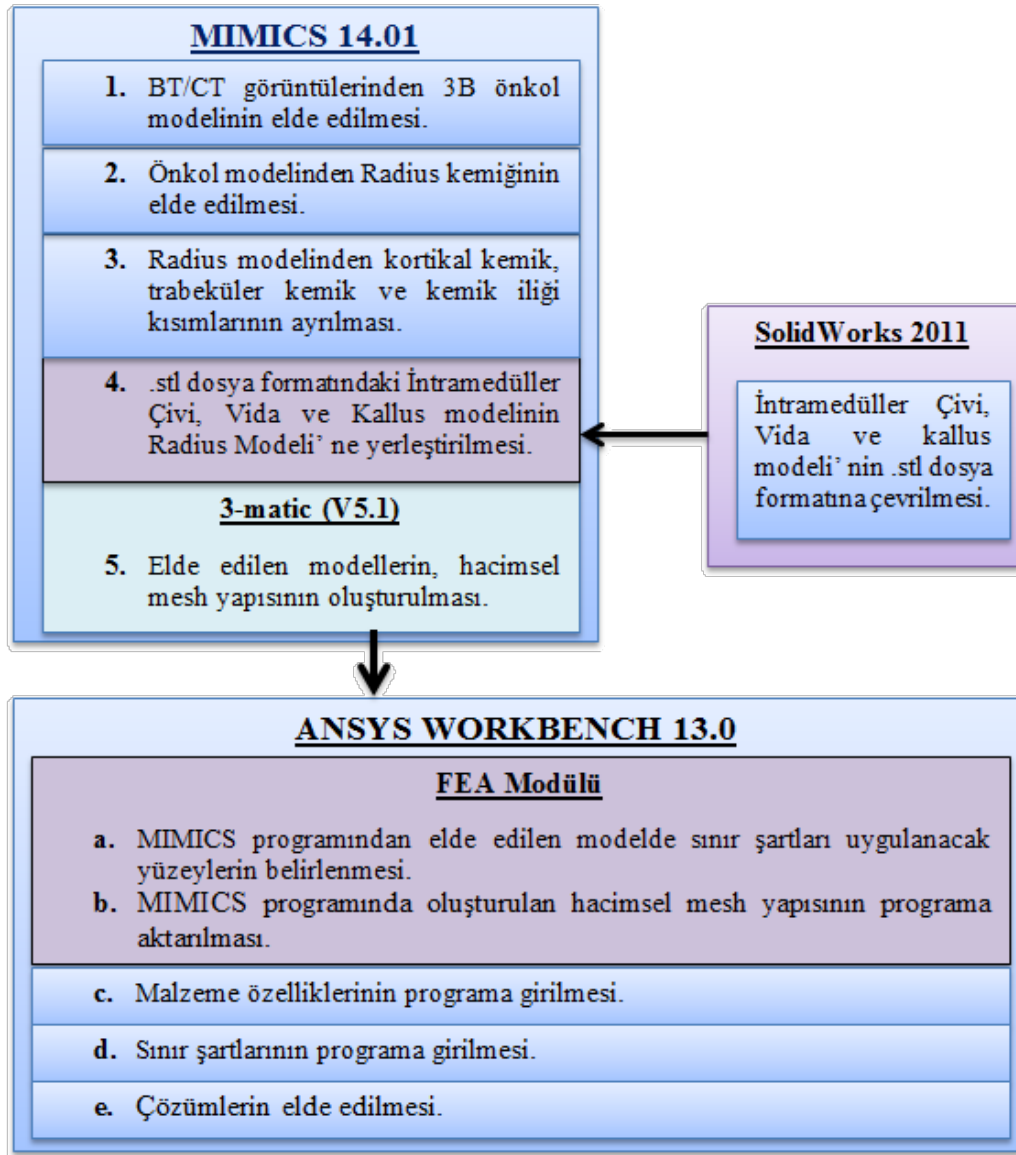 MIMICS 14.01
1. BT/CT görüntülerinden 3B önkol
modelinin elde edilmesi.
2. Önkol modelinden Radius kemiğinin
elde edilmesi.
3. Radius modelinden kortikal kemik,
trabeküler kemik ve kemik iliği
kısımlarının ayrılması.
4. .stl dosya formatındaki İntramedüller
Çivi, Vida ve Kallus modelinin
Radius Modeli’ ne yerleştirilmesi.
3-matic (V5.1)
5. Elde edilen modellerin, hacimsel
mesh yapısının oluşturulması.
SolidWorks 2011
İntramedüller Çivi,
Vida ve kallus
modeli’ nin .stl dosya
formatına çevrilmesi.
ANSYS WORKBENCH 13.0
FEA Modülü
a. MIMICS programından elde edilen modelde sınır şartları uygulanacak
yüzeylerin belirlenmesi.
b. MIMICS programında oluşturulan hacimsel mesh yapısının programa
aktarılması.
c. Malzeme özelliklerinin programa girilmesi.
d. Sınır şartlarının programa girilmesi.
e. Çözümlerin elde edilmesi.